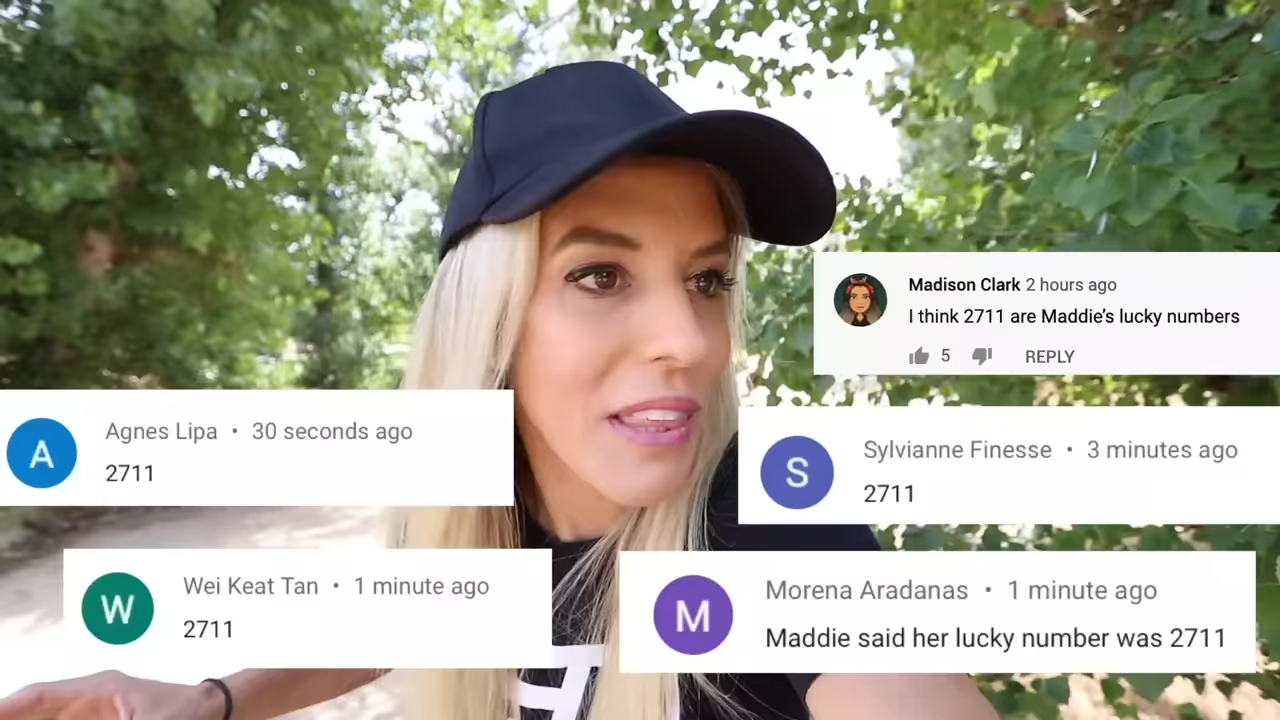 Madison Clark 2 hours ago
I think 2711 are Maddie's lucky numbers
5 REPLY
A
Agnes Lipa • 30 seconds ago
2711
S
Sylvianne Finesse • 3 minutes ago
2711
W
Wei Keat Tan • 1 minute ago
2711
M
Morena Aradanas • 1 minute ago
Maddie said her lucky number was 2711